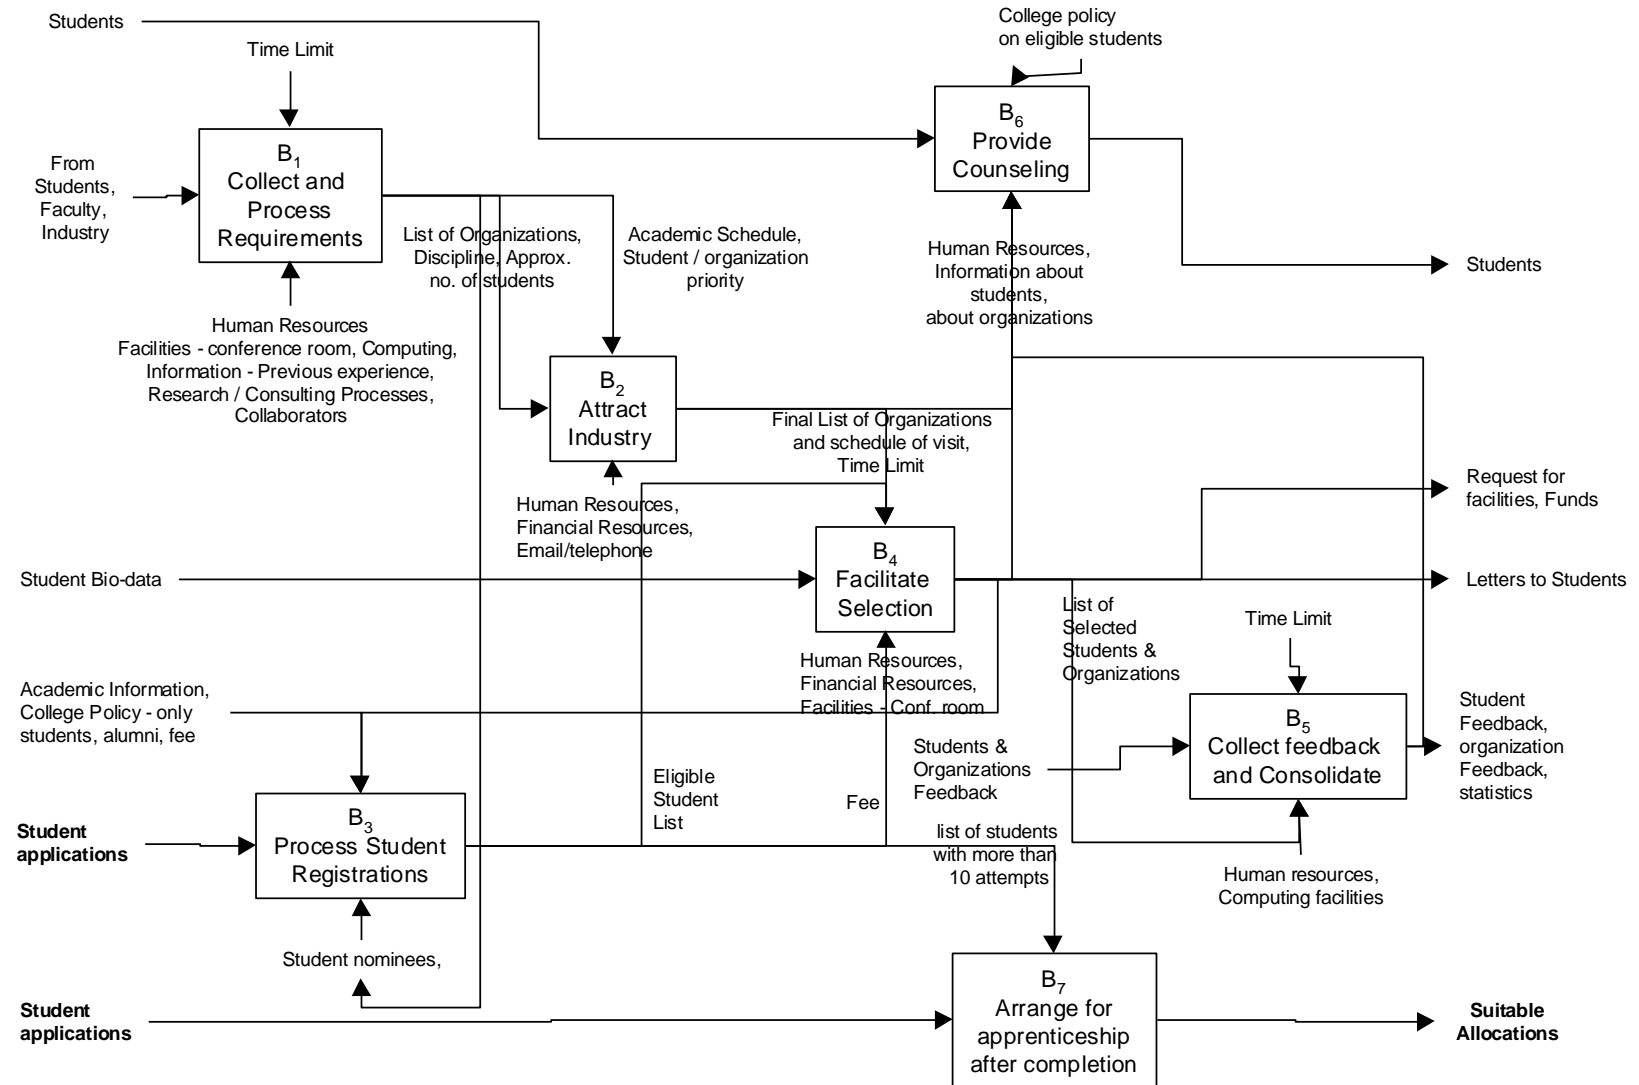 Students
College policy
on eligible students
Time Limit
B6
Provide
Counseling
B1
Collect and
Process
Requirements
From
Students,
Faculty,
Industry
List of Organizations,
Discipline, Approx.
no. of students
Academic Schedule,
Student / organization
priority
Human Resources,
Information about
students,
about organizations
Students
Human Resources
Facilities - conference room, Computing,
Information - Previous experience,
Research / Consulting Processes,
Collaborators
B2
Attract
Industry
Final List of Organizations
and schedule of visit,
Time Limit
Request for
facilities, Funds
Human Resources,
Financial Resources,
Email/telephone
B4
Facilitate
Selection
Student Bio-data
Letters to Students
List of
Selected
Students &
Organizations
Time Limit
Human Resources,
Financial Resources,
Facilities - Conf. room
Academic Information,
College Policy - only
students, alumni, fee
B5
Collect feedback
and Consolidate
Student
Feedback,
organization
Feedback,
statistics
Students &
Organizations
Feedback
Eligible
Student
List
Fee
B3
Process Student
Registrations
Student
applications
list of students
with more than
10 attempts
Human resources,
Computing facilities
Student nominees,
B7
Arrange for
apprenticeship
after completion
Student
applications
Suitable
Allocations